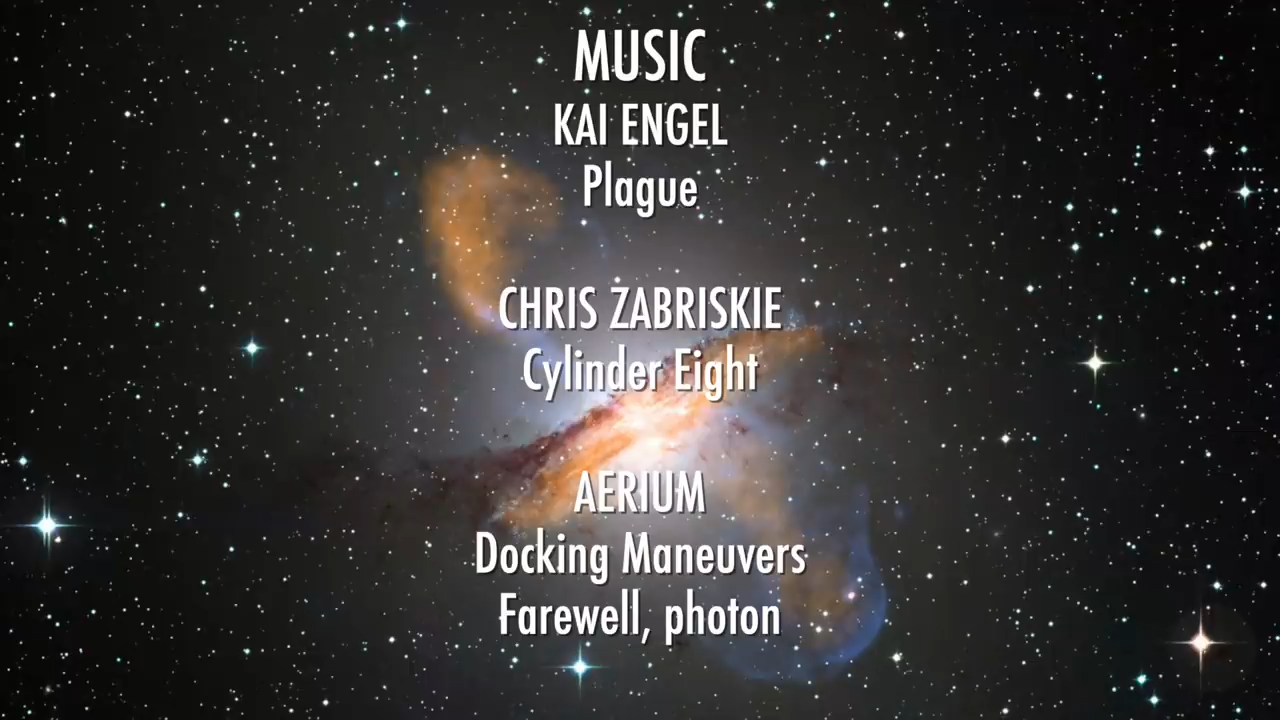 MUSIC
KAI ENGEL
Plague
CHRIS ZABRISKIE
Cylinder Eight
AERIUM
Docking Maneuvers
Farewell, photon